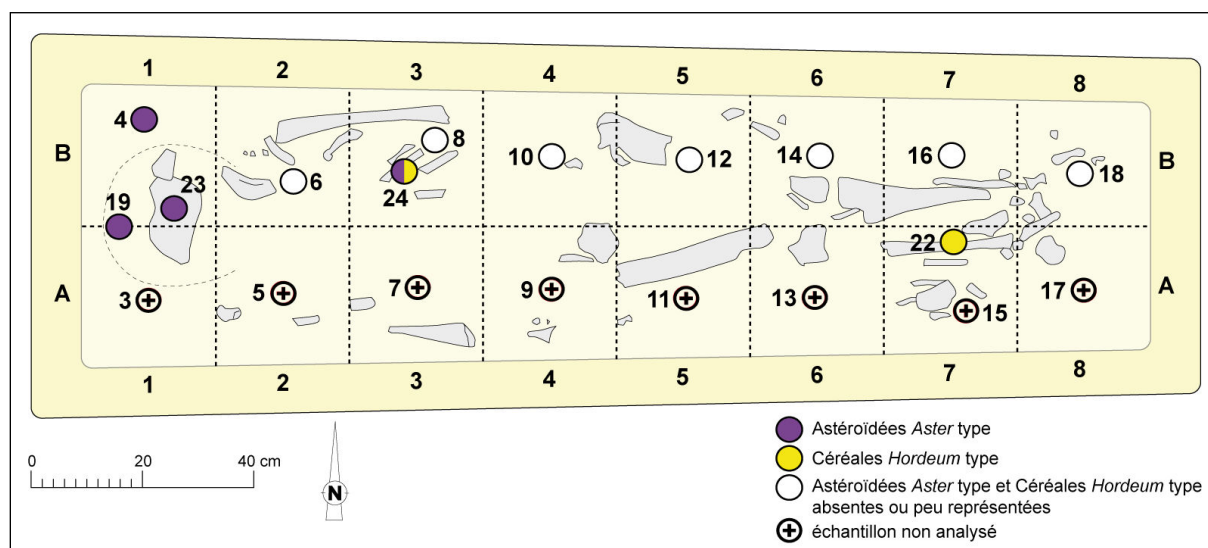 1 2 3 4 5 6 7 8
B 4 8 10 12 14 16 18 B
19 23 6 24
A 3 5 7 9 11 13 22 15 17 A
1 2 3 4 5 6 7 8
0 20 40 cm
N
Astéroïdées Aster type
Céréales Hordeum type
Astéroïdées Aster type et Céréales Hordeum type
absentes ou peu représentées
échantillon non analysé